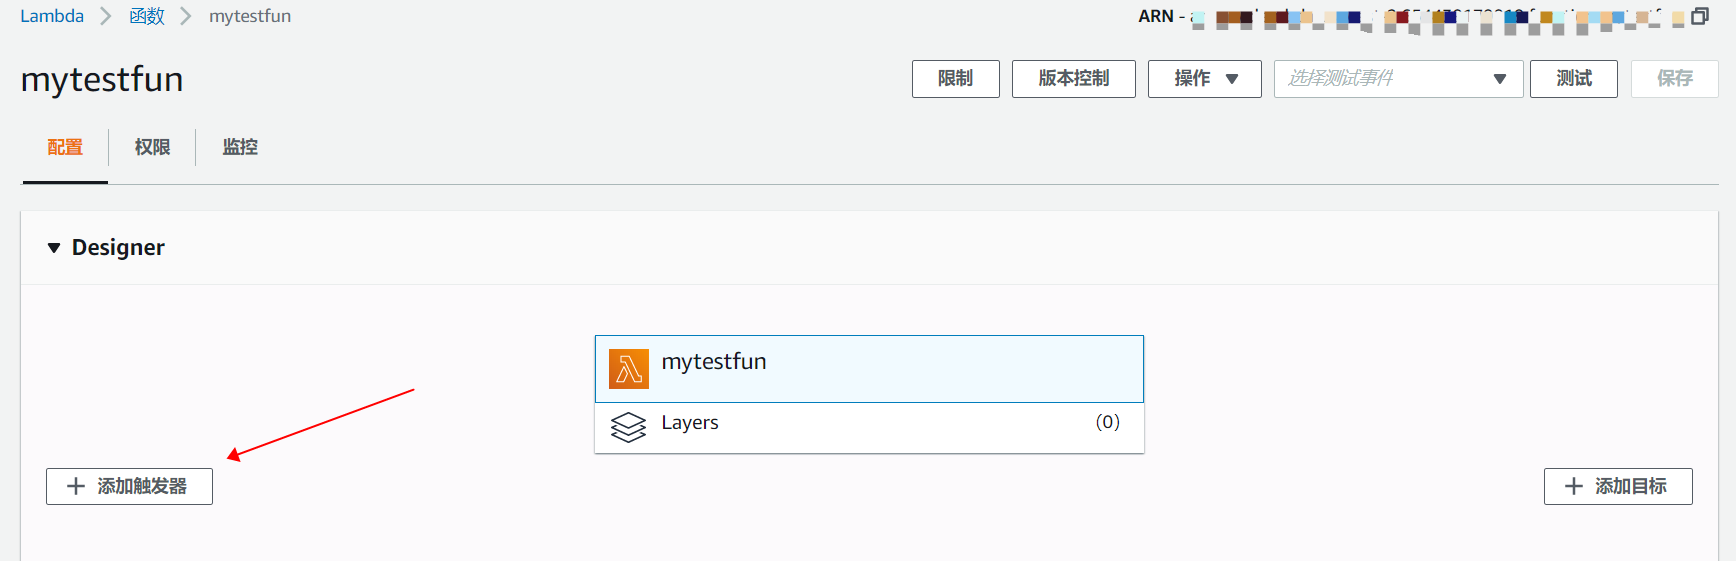 Lambda 函数 mytestfun
ARN -
mytestfun
限制 版本控制 操作 选择测试事件 测试 保存
配置 权限 监控
Designer
mytestfun
Layers (0)
添加触发器
添加目标